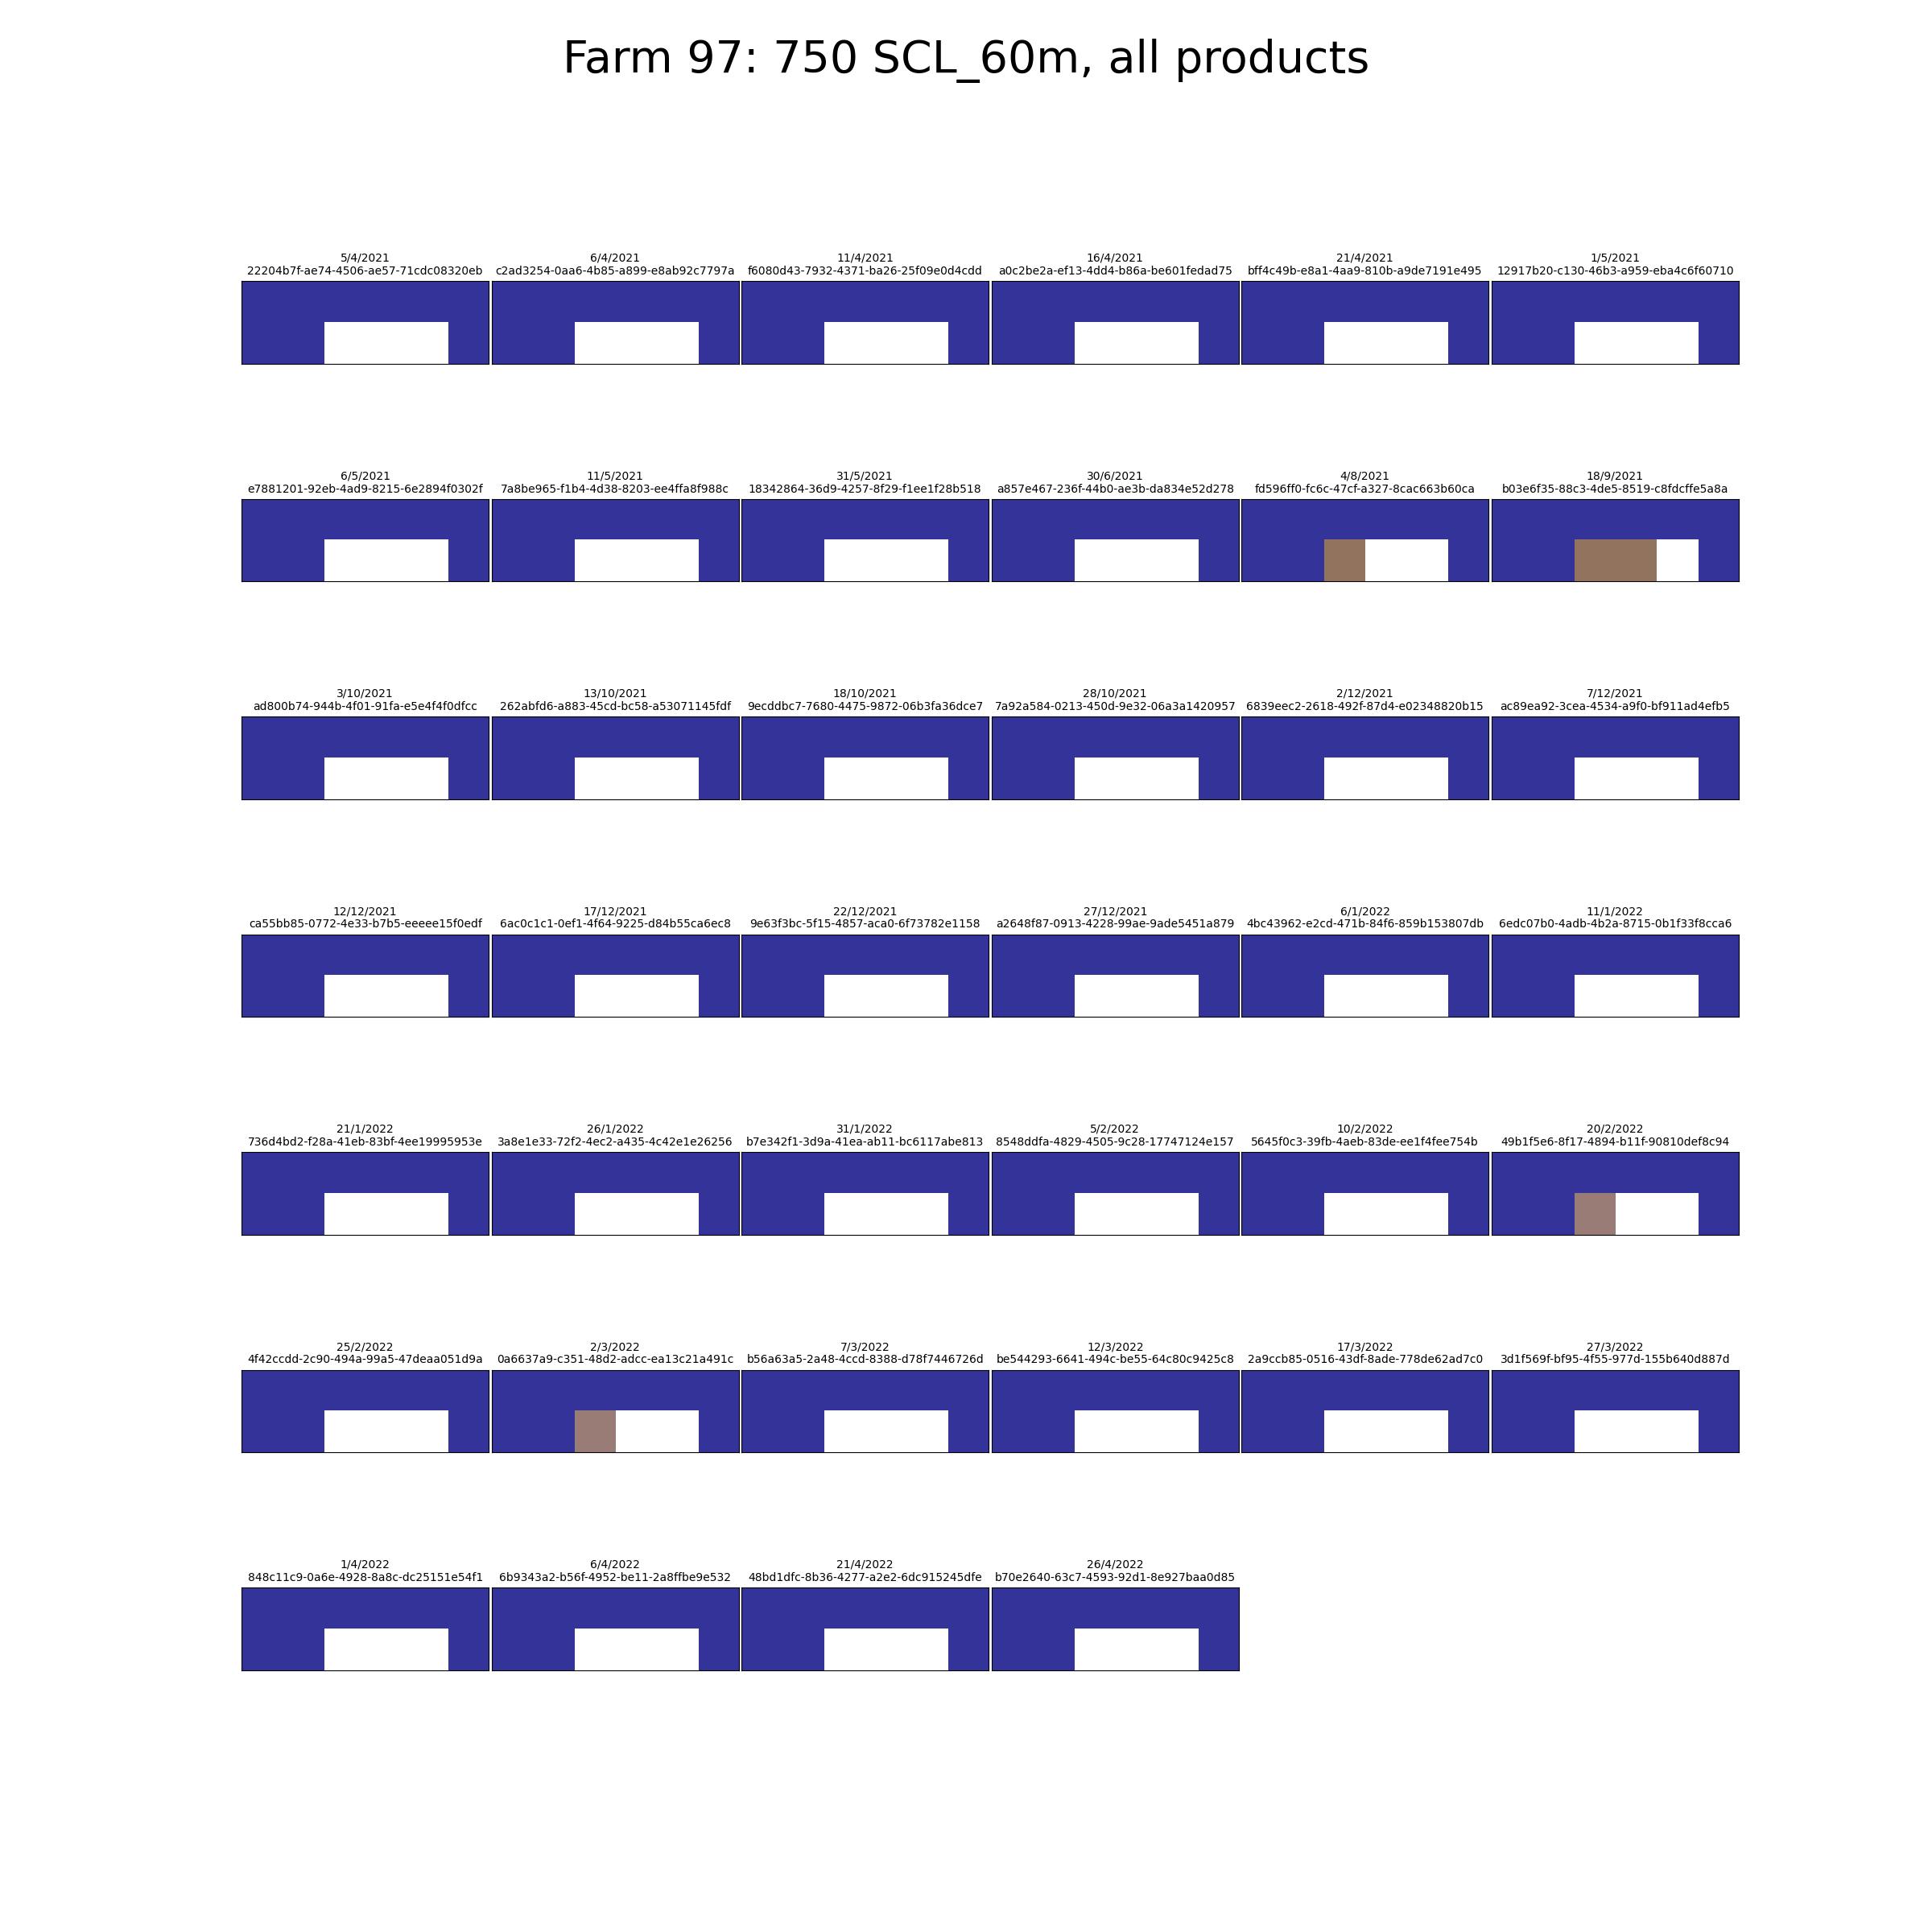 Farm 97: 750 SCL_60m, all products
5/4/2021
22204b7f-ae74-4506-ae57-71cdc08320eb
6/4/2021
c2ad3254-0aa6-4b85-a899-e8ab92c7797a
11/4/2021
f6080d43-7932-4371-ba26-25f09e0d4cdd
16/4/2021
a0c2be2a-ef13-4dd4-b86a-be601fedad75
21/4/2021
bff4c49b-e8a1-4aa9-810b-a9de7191e495
1/5/2021
12917b20-c130-46b3-a959-eba4c6f60710
6/5/2021
e7881201-92eb-4ad9-8215-6e2894f0302f
11/5/2021
7a8be965-f1b4-4d38-8203-ee4ffa8f988c
31/5/2021
18342864-36d9-4257-8f29-f1ee1f28b518
30/6/2021
a857e467-236f-44b0-ae3b-da834e52d278
4/8/2021
fd596ff0-fc6c-47cf-a327-8cac663b60ca
18/9/2021
b03e6f35-88c3-4de5-8519-c8fdcffe5a8a
3/10/2021
ad800b74-944b-4f01-91fa-e5e4f4f0dfcc
13/10/2021
262abfd6-a883-45cd-bc58-a53071145fdf
18/10/2021
9ecddbc7-7680-4475-9872-06b3fa36dce7
28/10/2021
7a92a584-0213-450d-9e32-06a3a1420957
2/12/2021
6839eec2-2618-492f-87d4-e02348820b15
7/12/2021
ac89ea92-3cea-4534-a9f0-bf911ad4efb5
12/12/2021
ca55bb85-0772-4e33-b7b5-eeeee15f0edf
17/12/2021
6ac0c1c1-0ef1-4f64-9225-d84b55ca6ec8
22/12/2021
9e63f3bc-5f15-4857-aca0-6f73782e1158
27/12/2021
a2648f87-0913-4228-99ae-9ade5451a879
6/1/2022
4bc43962-e2cd-471b-84f6-859b153807db
11/1/2022
6edc07b0-4adb-4b2a-8715-0b1f33f8cca6
21/1/2022
736d4bd2-f28a-41eb-83bf-4ee19995953e
26/1/2022
3a8e1e33-72f2-4ec2-a435-4c42e1e26256
31/1/2022
b7e342f1-3d9a-41ea-ab11-bc6117abe813
5/2/2022
8548ddfa-4829-4505-9c28-17747124e157
10/2/2022
5645f0c3-39fb-4aeb-83de-ee1f4fee754b
20/2/2022
49b1f5e6-8f17-4894-b11f-90810def8c94
25/2/2022
4f42ccdd-2c90-494a-99a5-47deaa051d9a
2/3/2022
0a6637a9-c351-48d2-adcc-ea13c21a491c
7/3/2022
b56a63a5-2a48-4ccd-8388-d78f7446726d
12/3/2022
be544293-6641-494c-be55-64c80c9425c8
17/3/2022
2a9ccb85-0516-43df-8ade-778de62ad7c0
27/3/2022
3d1f569f-bf95-4f55-977d-155b640d887d
1/4/2022
848c11c9-0a6e-4928-8a8c-dc25151e54f1
6/4/2022
6b9343a2-b56f-4952-be11-2a8ffbe9e532
21/4/2022
48bd1dfc-8b36-4277-a2e2-6dc915245dfe
26/4/2022
b70e2640-63c7-4593-92d1-8e927baa0d85